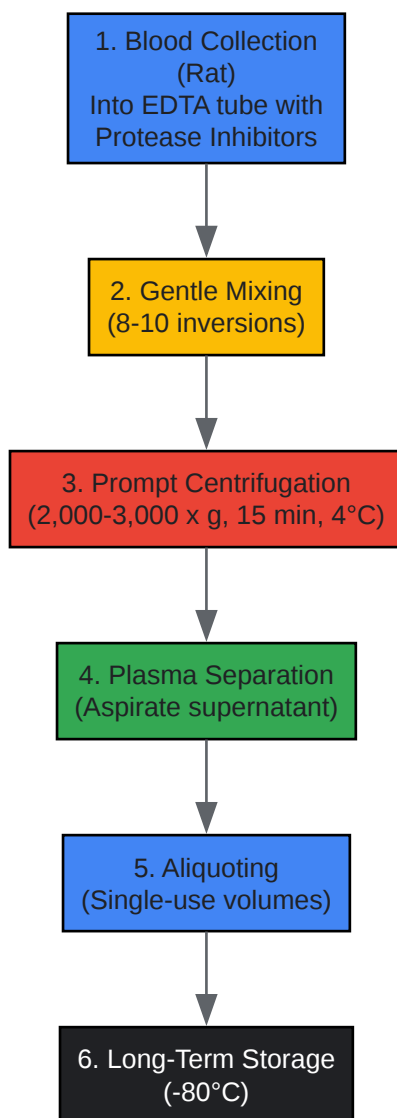 1. Blood Collection
(Rat)
Into EDTA tube with
Protease Inhibitors
2. Gentle Mixing
(8-10 inversions)
3. Prompt Centrifugation
(2,000-3,000 x g, 15 min, 4°C)
4. Plasma Separation
(Aspirate supernatant)
5. Aliquoting
(Single-use volumes)
6. Long-Term Storage
(-80°C)